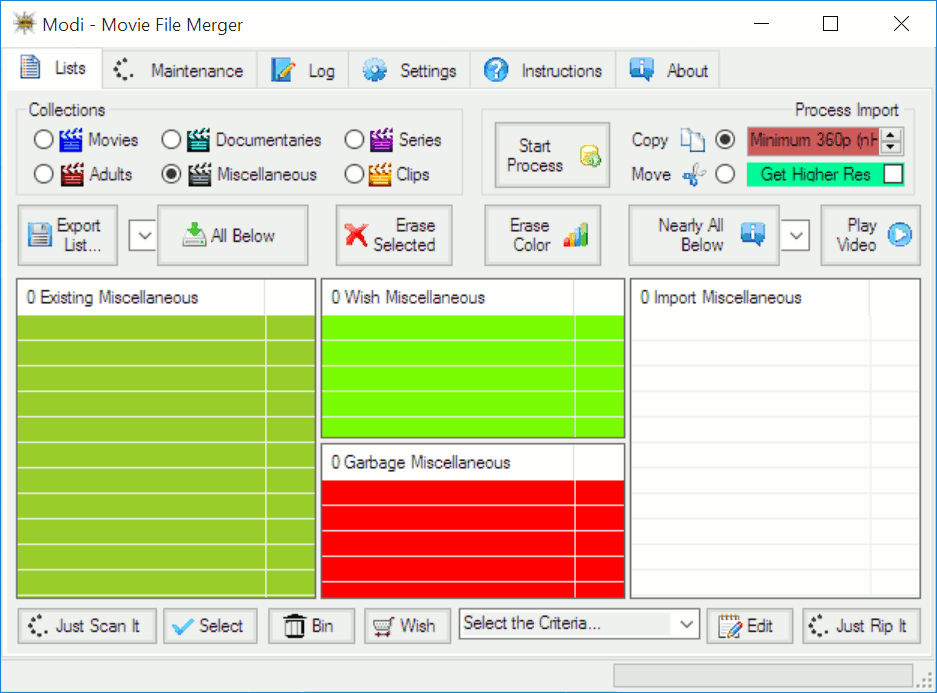 Modi - Movie File Merger
Lists
Maintenance
Log
Settings
Instructions
About
Collections
Movies
Documentaries
Series
Adults
Miscellaneous
Clips
Process Import
Start
Process
Copy
Minimum 360p (nH
Move
Get Higher Res
Export
List...
All Below
Erase
Selected
Erase
Color
Nearly All
Below
Play
Video
0 Existing Miscellaneous
0 Wish Miscellaneous
0 Import Miscellaneous
0 Garbage Miscellaneous
Just Scan It
Select
Bin
Wish
Select the Criteria...
Edit
Just Rip It